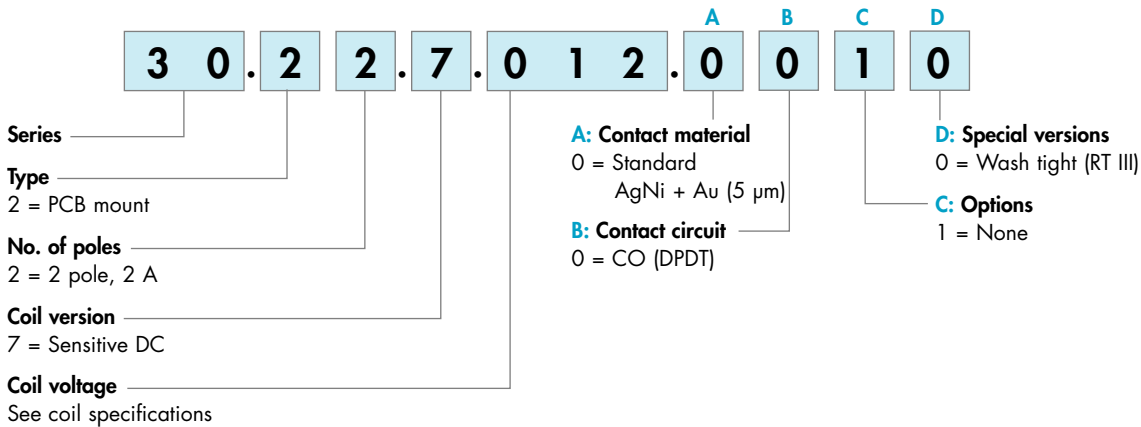 A B C D
3 0 . 2 2 . 7 . 0 1 2 . 0 0 1 0
Series
Type
2 = PCB mount
No. of poles
2 = 2 pole, 2 A
Coil version
7 = Sensitive DC
Coil voltage
See coil specifications
A: Contact material
0 = Standard
AgNi + Au (5 µm)
B: Contact circuit
0 = CO (DPDT)
D: Special versions
0 = Wash tight (RT III)
C: Options
1 = None